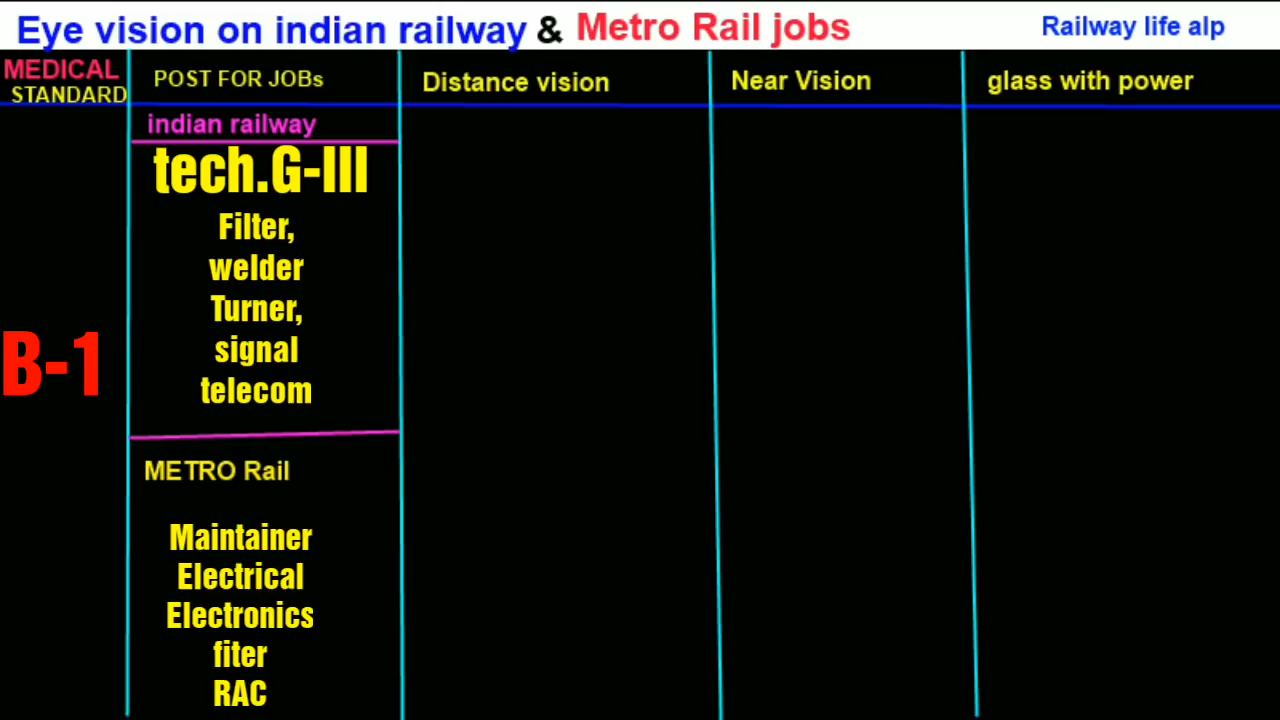 Eye vision on indian railway & Metro Rail jobs
Railway life alp
MEDICAL
STANDARD
POST FOR JOBs
Distance vision
Near Vision
glass with power
indian railway
tech.G-III
Filter,
welder
Turner,
signal
telecom
B-1
METRO Rail
Maintainer
Electrical
Electronics
fiter
RAC